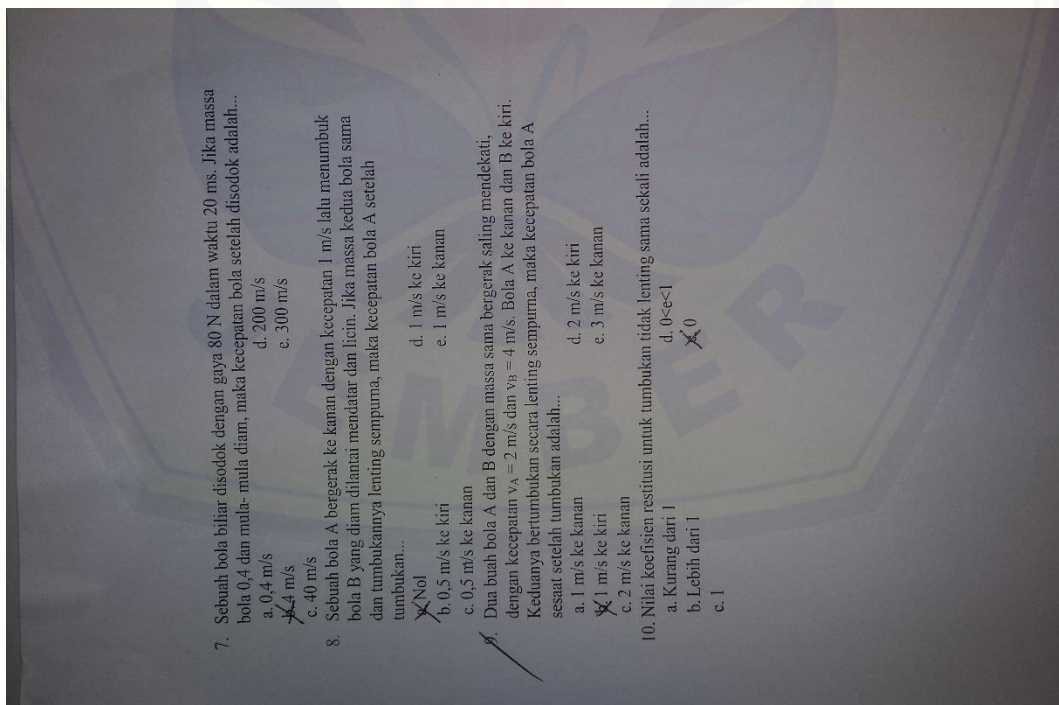 7. Sebuah bola biliar disodok dengan gaya 80 N dalam waktu 20 ms. Jika massa
bola 0,4 dan mula- mula diam, maka kecepatan bola setelah disodok adalah...
a. 0,4 m/s d. 200 m/s
b. 4 m/s e. 300 m/s
c. 40 m/s
8. Sebuah bola A bergerak ke kanan dengan kecepatan 1 m/s lalu menumbuk
bola B yang diam dilantai mendatar dan licin. Jika massa kedua bola sama
dan tumbukannya lenting sempurna, maka kecepatan bola A setelah
tumbukan...
a. Nol d. 1 m/s ke kiri
b. 0,5 m/s ke kiri e. 1 m/s ke kanan
c. 0,5 m/s ke kanan
9. Dua buah bola A dan B dengan massa sama bergerak saling mendekati,
dengan kecepatan vA = 2 m/s dan vB = 4 m/s. Bola A ke kanan dan B ke kiri.
Keduanya bertumbukan secara lenting sempurna, maka kecepatan bola A
sesaat setelah tumbukan adalah...
a. 1 m/s ke kanan d. 2 m/s ke kiri
b. 1 m/s ke kiri e. 3 m/s ke kanan
c. 2 m/s ke kanan
10. Nilai koefisien restitusi untuk tumbukan tidak lenting sama sekali adalah...
a. Kurang dari 1 d. 0<e<1
b. Lebih dari 1 e. 0
c. 1
EMBER